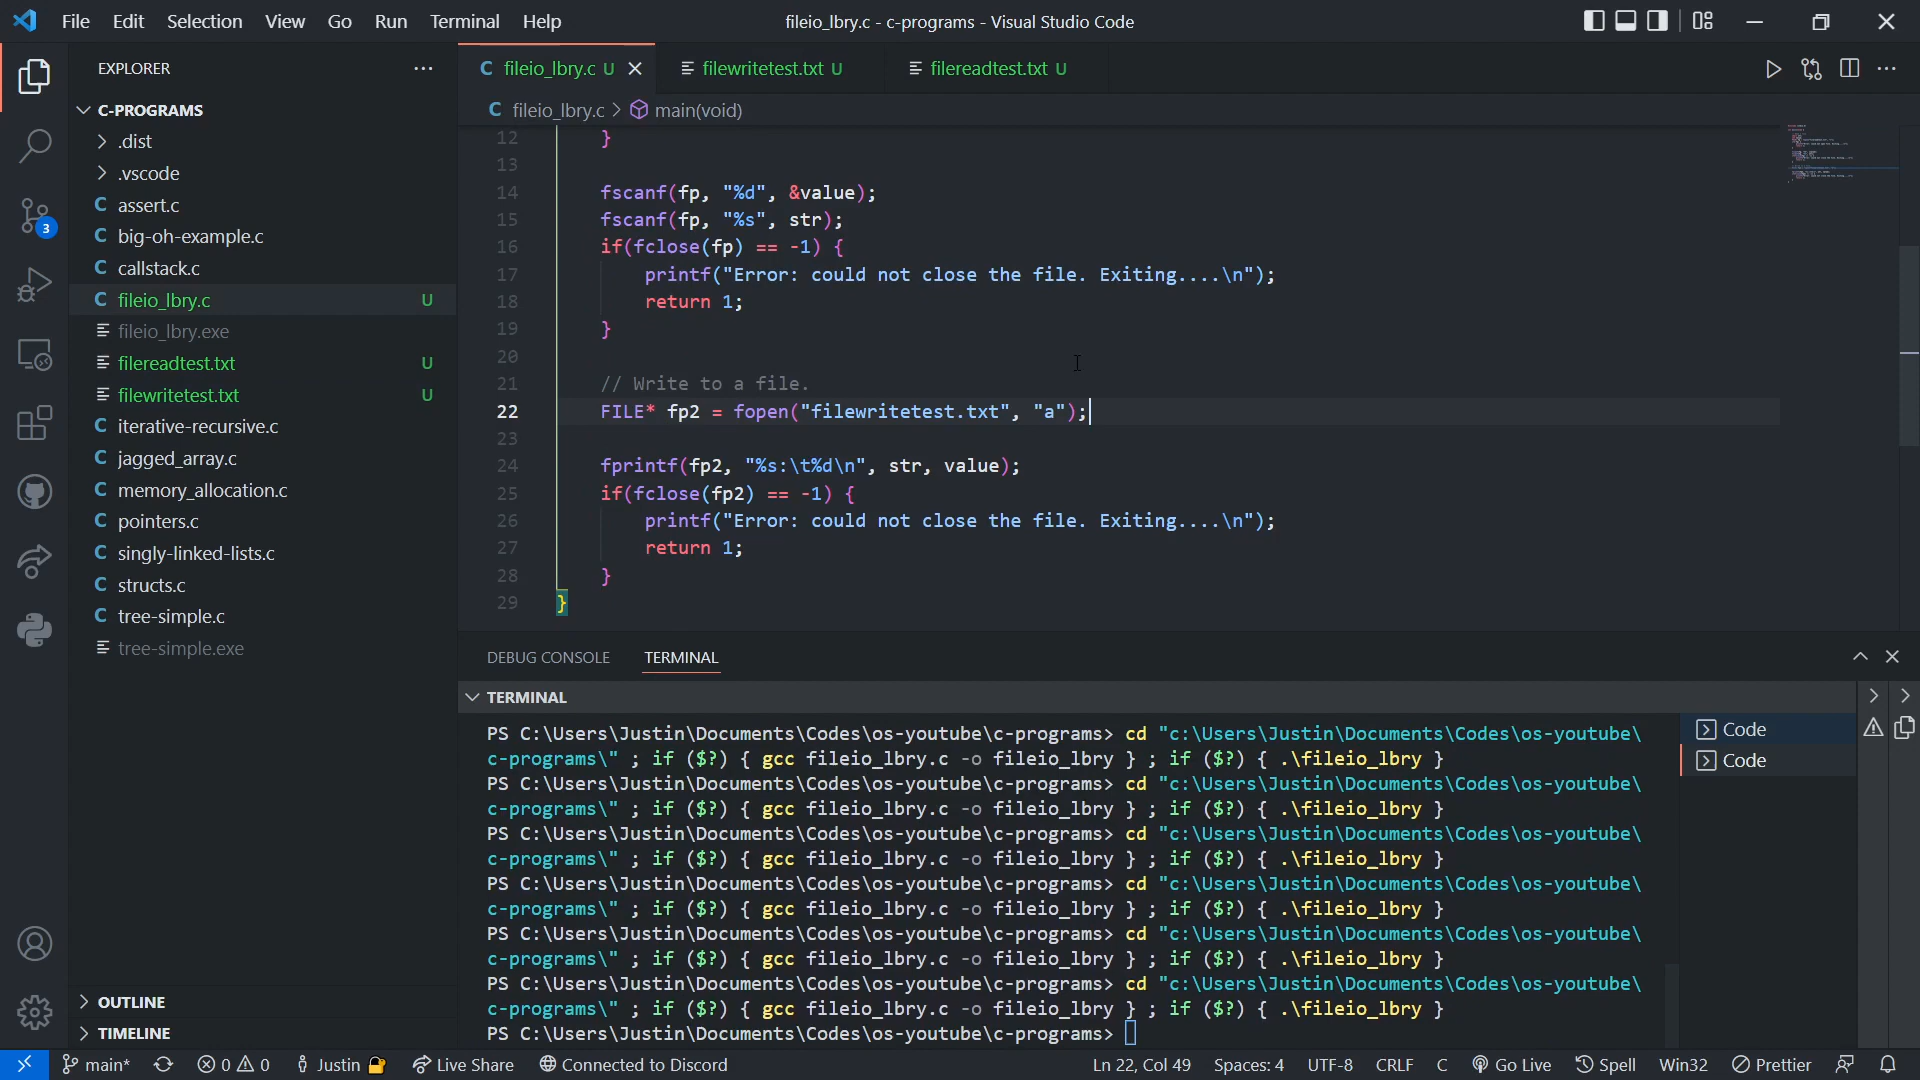 File Edit Selection View Go Run Terminal Help
fileio_lbry.c - c-programs - Visual Studio Code
EXPLORER
C-PROGRAMS
.dist
.vscode
C assert.c
C big-oh-example.c
C callstack.c
C fileio_lbry.c U
fileio_lbry.exe
filereadtest.txt U
filewritetest.txt U
C iterative-recursive.c
C jagged_array.c
C memory_allocation.c
C pointers.c
C singly-linked-lists.c
C structs.c
C tree-simple.c
tree-simple.exe
OUTLINE
TIMELINE
3
C fileio_lbry.c U filewritetest.txt U filereadtest.txt U
C fileio_lbry.c > main(void)
12 }
13
14 fscanf(fp, "%d", &value);
15 fscanf(fp, "%s", str);
16 if(fclose(fp) == -1) {
17 printf("Error: could not close the file. Exiting....\n");
18 return 1;
19 }
20
21 // Write to a file.
22 FILE* fp2 = fopen("filewritetest.txt", "a");
23
24 fprintf(fp2, "%s:\t%d\n", str, value);
25 if(fclose(fp2) == -1) {
26 printf("Error: could not close the file. Exiting....\n");
27 return 1;
28 }
29 }
DEBUG CONSOLE TERMINAL
TERMINAL
PS C:\Users\Justin\Documents\Codes\os-youtube\c-programs> cd "c:\Users\Justin\Documents\Codes\os-youtube\
c-programs\" ; if ($?) { gcc fileio_lbry.c -o fileio_lbry } ; if ($?) { .\fileio_lbry }
PS C:\Users\Justin\Documents\Codes\os-youtube\c-programs> cd "c:\Users\Justin\Documents\Codes\os-youtube\
c-programs\" ; if ($?) { gcc fileio_lbry.c -o fileio_lbry } ; if ($?) { .\fileio_lbry }
PS C:\Users\Justin\Documents\Codes\os-youtube\c-programs> cd "c:\Users\Justin\Documents\Codes\os-youtube\
c-programs\" ; if ($?) { gcc fileio_lbry.c -o fileio_lbry } ; if ($?) { .\fileio_lbry }
PS C:\Users\Justin\Documents\Codes\os-youtube\c-programs> cd "c:\Users\Justin\Documents\Codes\os-youtube\
c-programs\" ; if ($?) { gcc fileio_lbry.c -o fileio_lbry } ; if ($?) { .\fileio_lbry }
PS C:\Users\Justin\Documents\Codes\os-youtube\c-programs> cd "c:\Users\Justin\Documents\Codes\os-youtube\
c-programs\" ; if ($?) { gcc fileio_lbry.c -o fileio_lbry } ; if ($?) { .\fileio_lbry }
PS C:\Users\Justin\Documents\Codes\os-youtube\c-programs> cd "c:\Users\Justin\Documents\Codes\os-youtube\
c-programs\" ; if ($?) { gcc fileio_lbry.c -o fileio_lbry } ; if ($?) { .\fileio_lbry }
PS C:\Users\Justin\Documents\Codes\os-youtube\c-programs>
Code
Code
main* 0 0 Justin Live Share Connected to Discord Ln 22, Col 49 Spaces: 4 UTF-8 CRLF C Go Live Spell Win32 Prettier